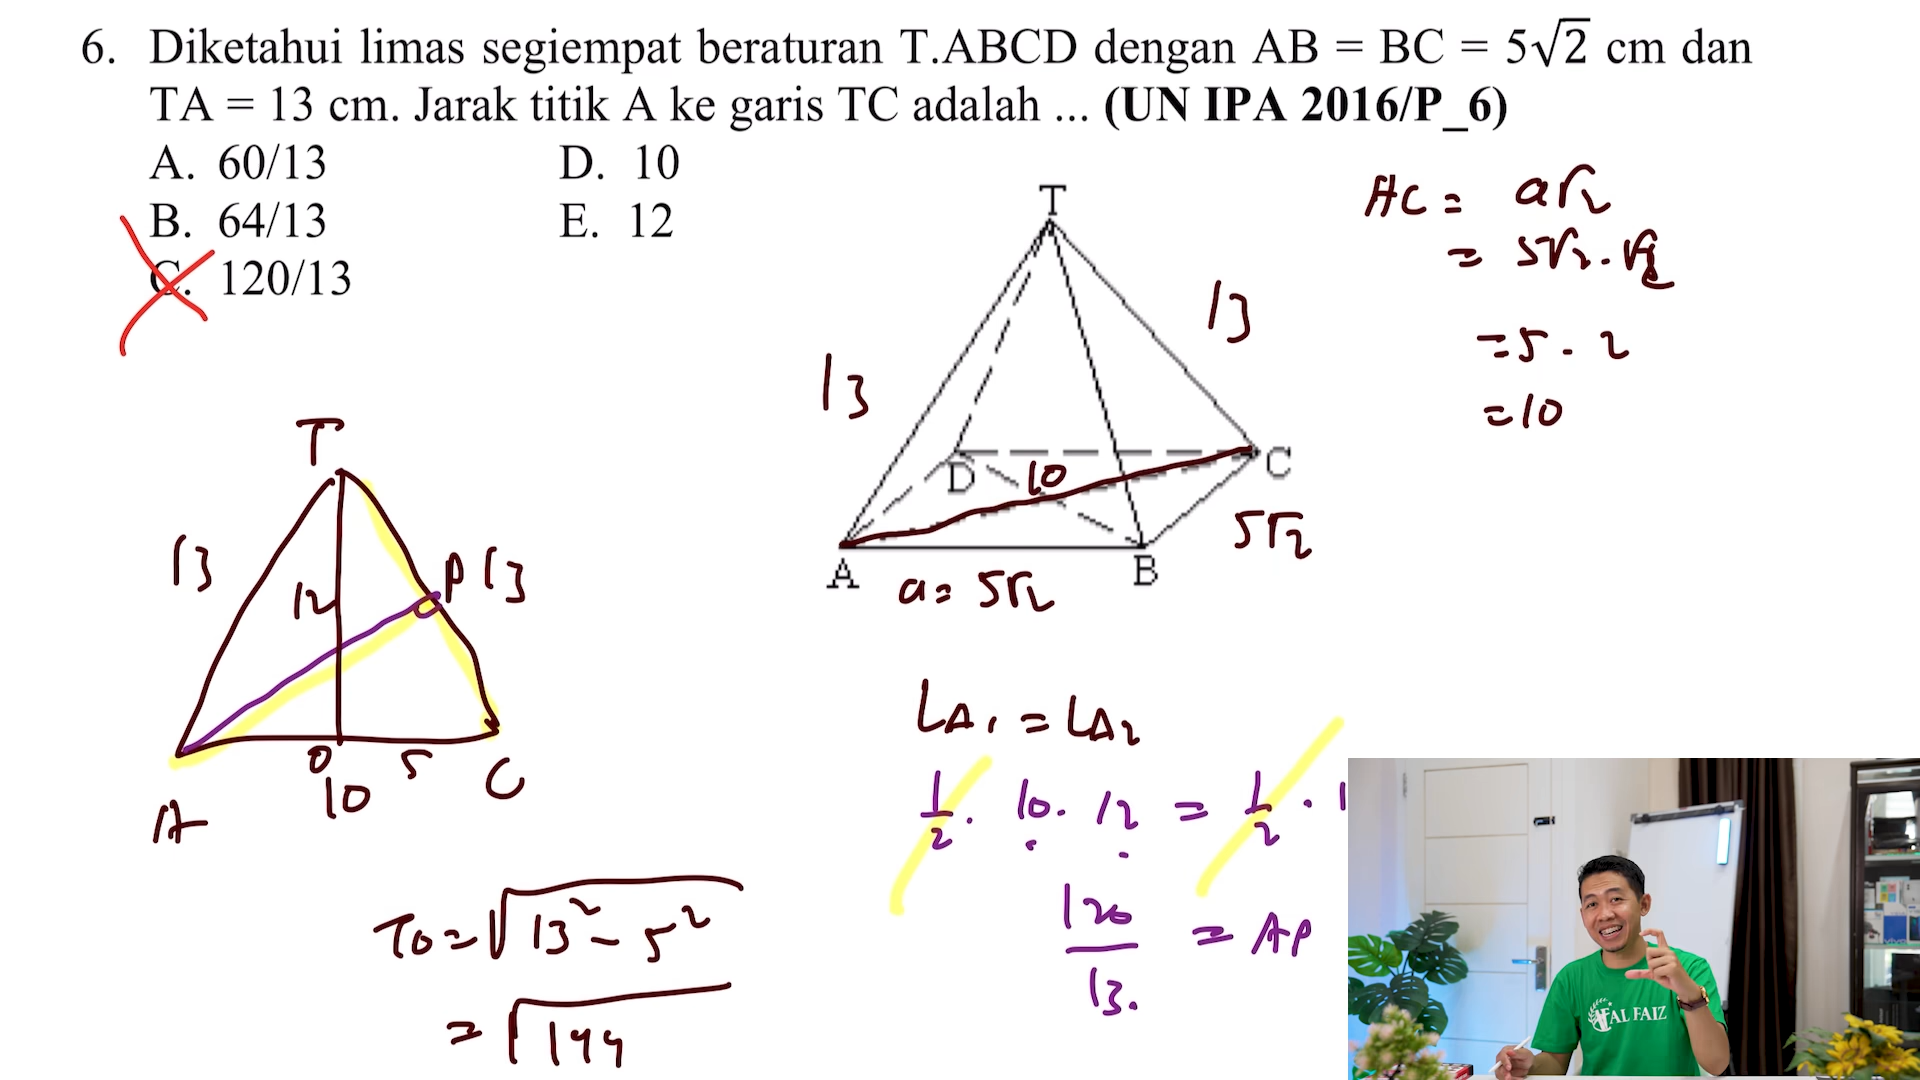 6. Diketahui limas segiempat beraturan T.ABCD dengan AB = BC = 5√2 cm dan
TA = 13 cm. Jarak titik A ke garis TC adalah ... (UN IPA 2016/P_6)
A. 60/13
D. 10
B. 64/13
E. 12
C. 120/13
T
13
13
D
10
C
5√2
A
B
a = 5√2
AC = a√2
= 5√2 . √2
= 5 . 2
= 10
T
13
12
P 13
O
5
10
A
C
TO = √13² - 5²
= √144
L△1 = L△2
1/2 . 10 . 12 = 1/2 . 1
120/13 = AP
AL FAIZ